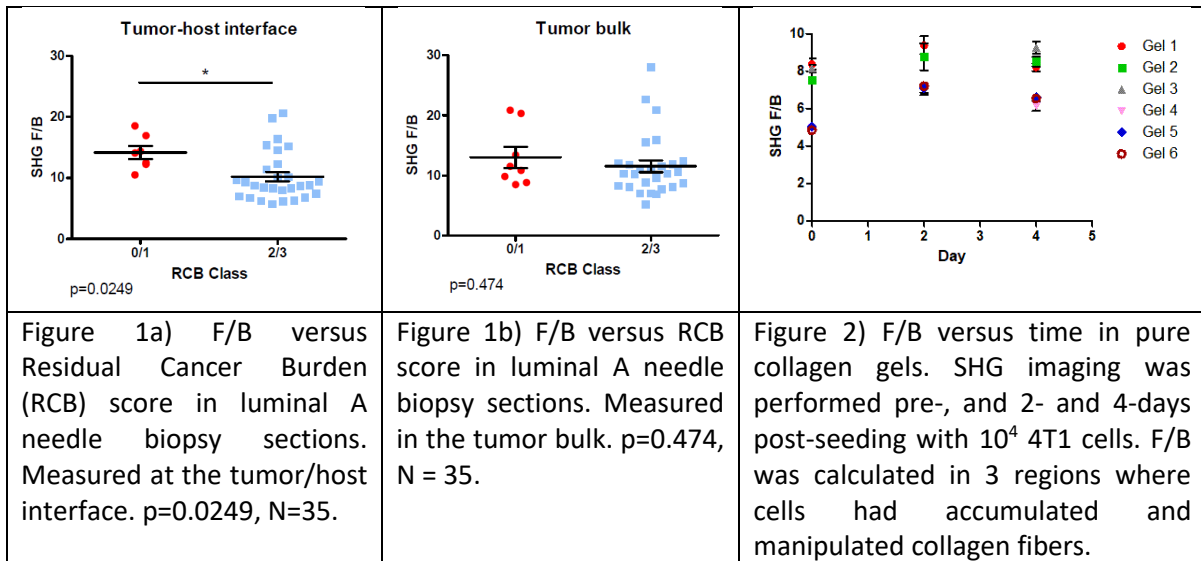 Tumor-host interface
30
20
10
0
SHG F/B
*
0/1
2/3
RCB Class
p=0.0249
Tumor bulk
30
20
10
0
SHG F/B
0/1
2/3
RCB Class
p=0.474
10
8
6
4
2
0
SHG F/B
0
1
2
3
4
5
Day
Gel 1
Gel 2
Gel 3
Gel 4
Gel 5
Gel 6
Figure 1a) F/B versus
Residual Cancer Burden
(RCB) score in luminal A
needle biopsy sections.
Measured at the tumor/host
interface. p=0.0249, N=35.
Figure 1b) F/B versus RCB
score in luminal A needle
biopsy sections. Measured
in the tumor bulk. p=0.474,
N = 35.
Figure 2) F/B versus time in pure
collagen gels. SHG imaging was
performed pre-, and 2- and 4-days
post-seeding with 10⁴ 4T1 cells. F/B
was calculated in 3 regions where
cells had accumulated and
manipulated collagen fibers.